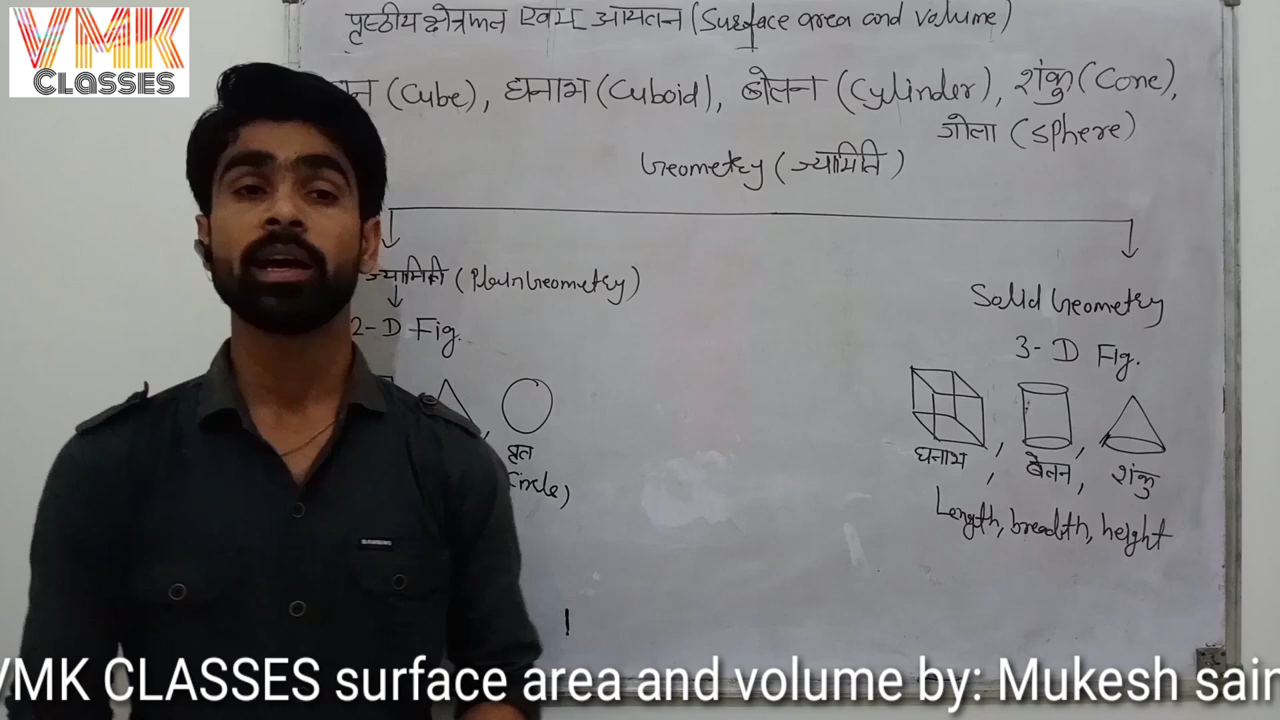 VMK
CLASSES
पृष्ठीय क्षेत्रफल एवम् आयतन (Surface area and volume)
(Cube), घनाभ (Cuboid), बेलन (Cylinder), शंकु (Cone),
गोला (sphere)
Geometry (ज्यामिति)
ज्यामिती (Plain Geometry)
Solid Geometry
2-D Fig.
3-D Fig.
वृत
घनाभ, बेलन, शंकु
Circle)
Length, breadth, height
VMK CLASSES surface area and volume by: Mukesh